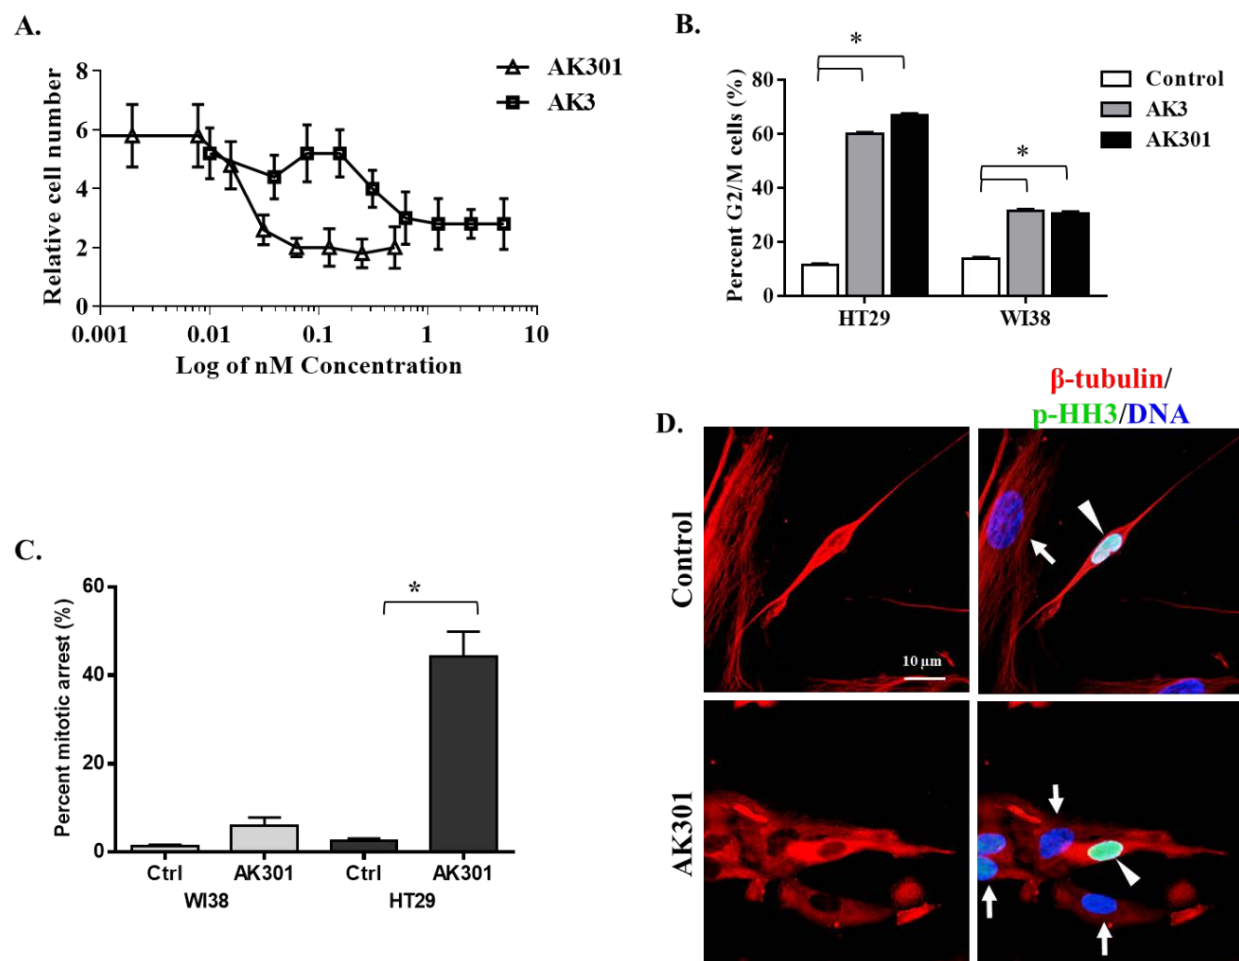 A.
Relative cell number
8
6
4
2
0
0.001 0.01 0.1 1 10
Log of nM Concentration
AK301
AK3
B.
Percent G2/M cells (%)
80
60
40
20
0
*
*
HT29 WI38
Control
AK3
AK301
C.
Percent mitotic arrest (%)
60
40
20
0
*
Ctrl AK301 Ctrl AK301
WI38 HT29
D.
β-tubulin/
p-HH3/DNA
Control
10 µm
AK301